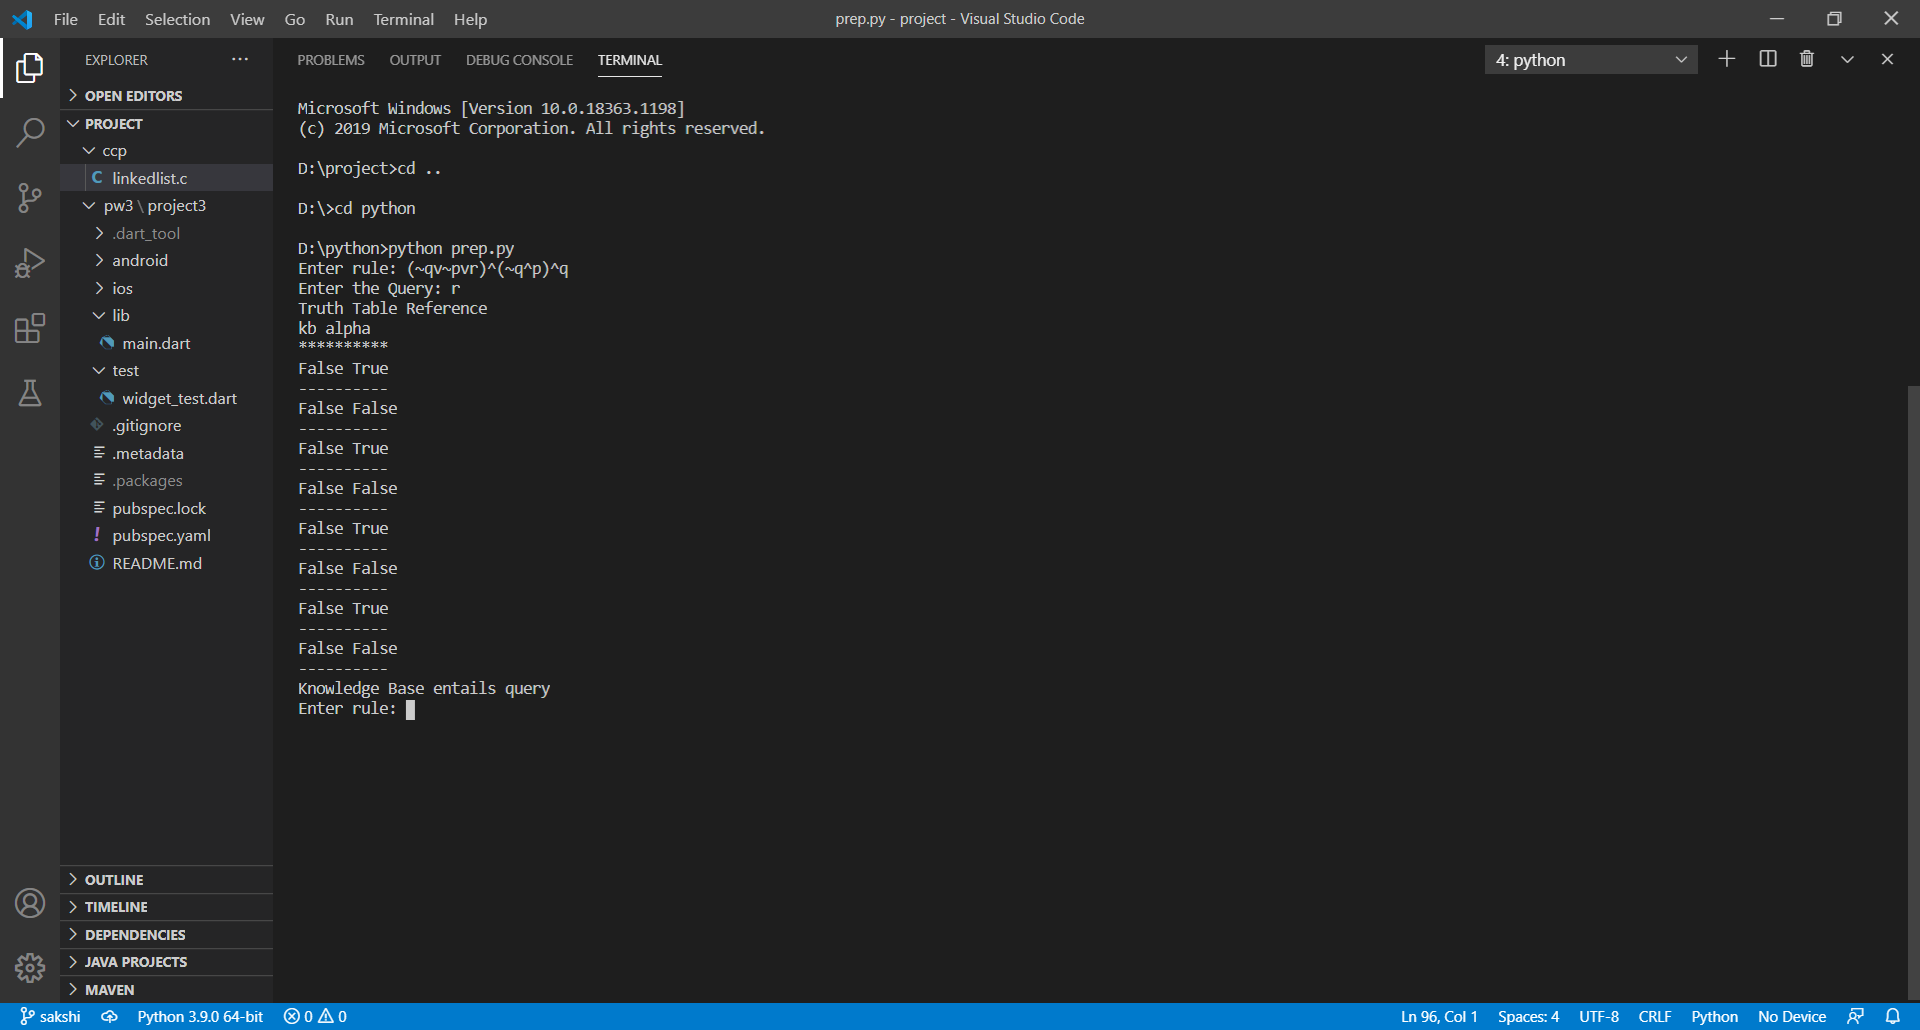 File Edit Selection View Go Run Terminal Help
prep.py - project - Visual Studio Code
EXPLORER
OPEN EDITORS
PROJECT
ccp
C linkedlist.c
pw3 \ project3
.dart_tool
android
ios
lib
main.dart
test
widget_test.dart
.gitignore
.metadata
.packages
pubspec.lock
! pubspec.yaml
README.md
OUTLINE
TIMELINE
DEPENDENCIES
JAVA PROJECTS
MAVEN
PROBLEMS OUTPUT DEBUG CONSOLE TERMINAL
4: python
Microsoft Windows [Version 10.0.18363.1198]
(c) 2019 Microsoft Corporation. All rights reserved.
D:\project>cd ..
D:\>cd python
D:\python>python prep.py
Enter rule: (~qv~pvr)^(~q^p)^q
Enter the Query: r
Truth Table Reference
kb alpha
**********
False True
----------
False False
----------
False True
----------
False False
----------
False True
----------
False False
----------
False True
----------
False False
----------
Knowledge Base entails query
Enter rule:
sakshi Python 3.9.0 64-bit 0 0
Ln 96, Col 1 Spaces: 4 UTF-8 CRLF Python No Device